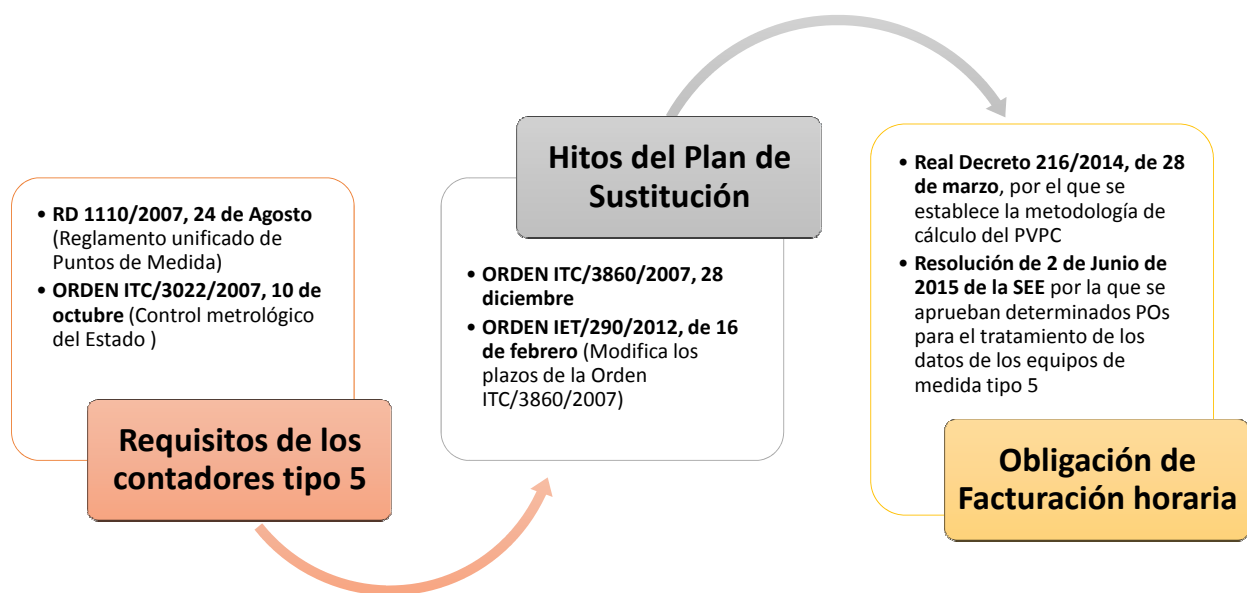 • RD 1110/2007, 24 de Agosto
(Reglamento unificado de
Puntos de Medida)
• ORDEN ITC/3022/2007, 10 de
octubre (Control metrológico
del Estado )
Requisitos de los
contadores tipo 5
Hitos del Plan de
Sustitución
• ORDEN ITC/3860/2007, 28
diciembre
• ORDEN IET/290/2012, de 16
de febrero (Modifica los
plazos de la Orden
ITC/3860/2007)
• Real Decreto 216/2014, de 28
de marzo, por el que se
establece la metodología de
cálculo del PVPC
• Resolución de 2 de Junio de
2015 de la SEE por la que se
aprueban determinados POs
para el tratamiento de los
datos de los equipos de
medida tipo 5
Obligación de
Facturación horaria